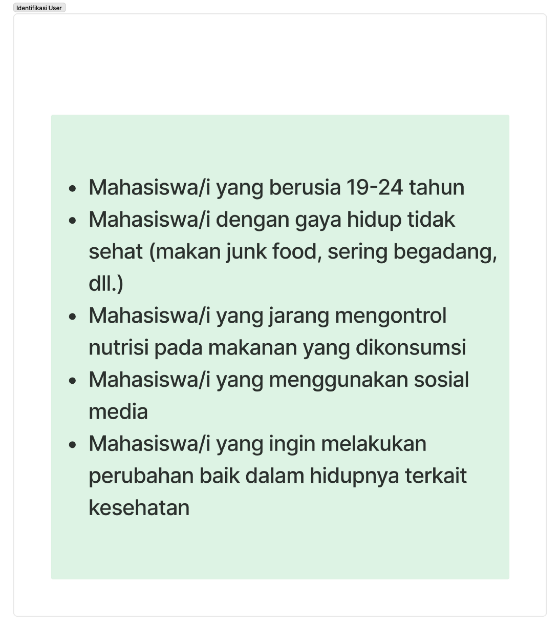 Identifikasi User
• Mahasiswa/i yang berusia 19-24 tahun
• Mahasiswa/i dengan gaya hidup tidak
sehat (makan junk food, sering begadang,
dll.)
• Mahasiswa/i yang jarang mengontrol
nutrisi pada makanan yang dikonsumsi
• Mahasiswa/i yang menggunakan sosial
media
• Mahasiswa/i yang ingin melakukan
perubahan baik dalam hidupnya terkait
kesehatan